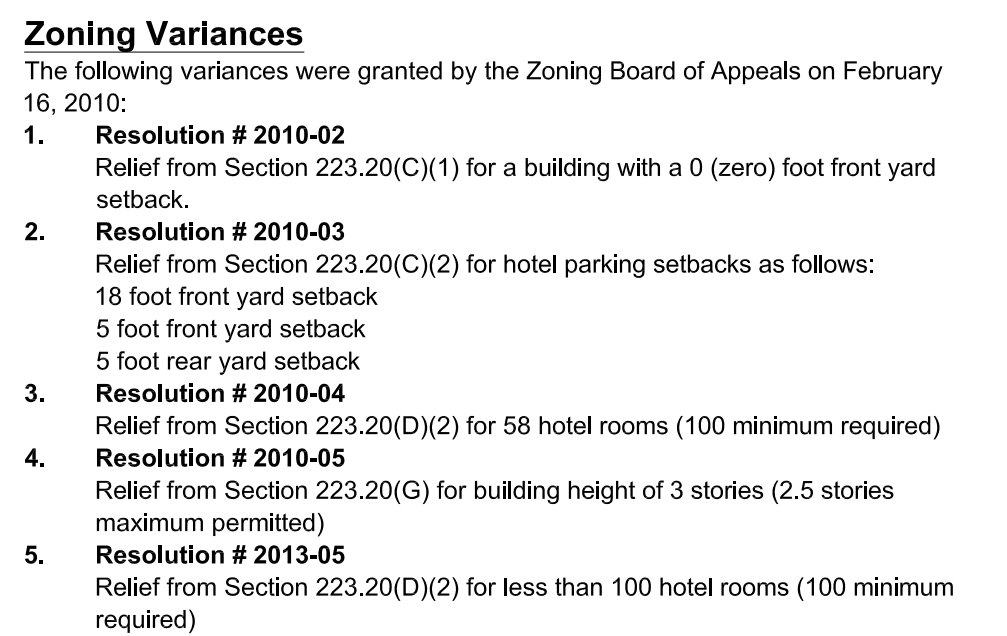 Zoning Variances
The following variances were granted by the Zoning Board of Appeals on February
16, 2010:
1. Resolution # 2010-02
Relief from Section 223.20(C)(1) for a building with a 0 (zero) foot front yard
setback.
2. Resolution # 2010-03
Relief from Section 223.20(C)(2) for hotel parking setbacks as follows:
18 foot front yard setback
5 foot front yard setback
5 foot rear yard setback
3. Resolution # 2010-04
Relief from Section 223.20(D)(2) for 58 hotel rooms (100 minimum required)
4. Resolution # 2010-05
Relief from Section 223.20(G) for building height of 3 stories (2.5 stories
maximum permitted)
5. Resolution # 2013-05
Relief from Section 223.20(D)(2) for less than 100 hotel rooms (100 minimum
required)